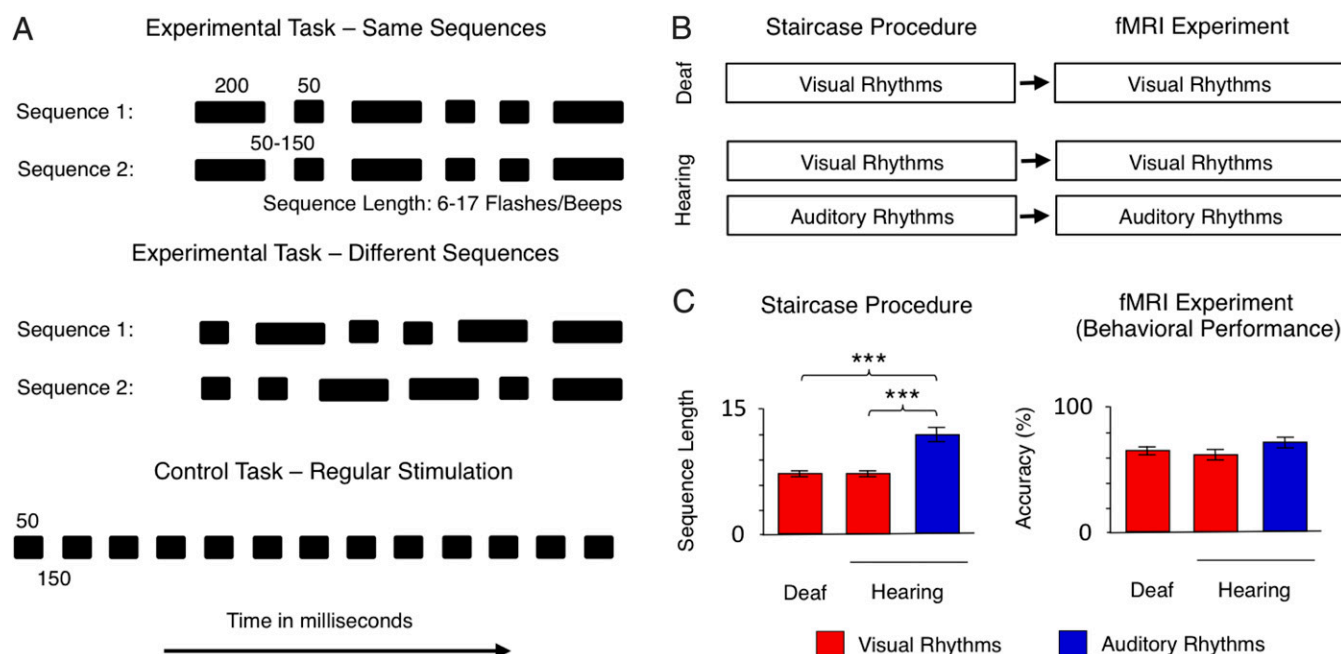 A
Experimental Task – Same Sequences
200 50
Sequence 1:
50-150
Sequence 2:
Sequence Length: 6-17 Flashes/Beeps
Experimental Task – Different Sequences
Sequence 1:
Sequence 2:
Control Task – Regular Stimulation
50
150
Time in milliseconds
B
Staircase Procedure fMRI Experiment
Deaf
Visual Rhythms Visual Rhythms
Hearing
Visual Rhythms Visual Rhythms
Auditory Rhythms Auditory Rhythms
C
Staircase Procedure
***
***
Sequence Length
15
0
Deaf Hearing
fMRI Experiment
(Behavioral Performance)
Accuracy (%)
100
0
Deaf Hearing
Visual Rhythms Auditory Rhythms